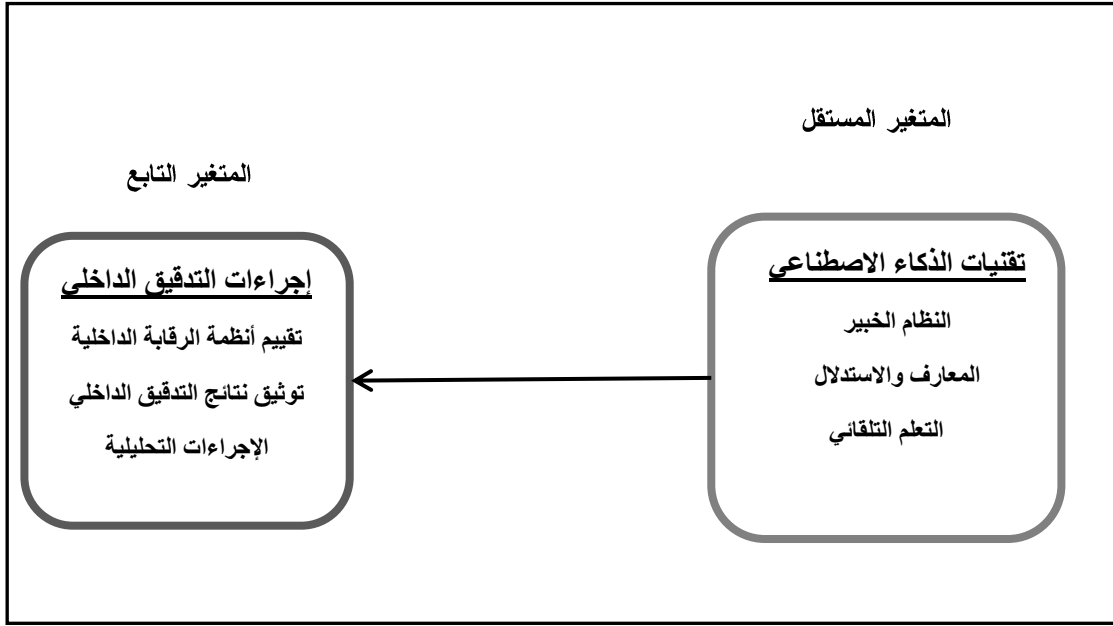 المتغير المستقل
تقنيات الذكاء الاصطناعي
النظام الخبير
المعارف والاستدلال
التعلم التلقائي
المتغير التابع
إجراءات التدقيق الداخلي
تقييم أنظمة الرقابة الداخلية
توثيق نتائج التدقيق الداخلي
الإجراءات التحليلية